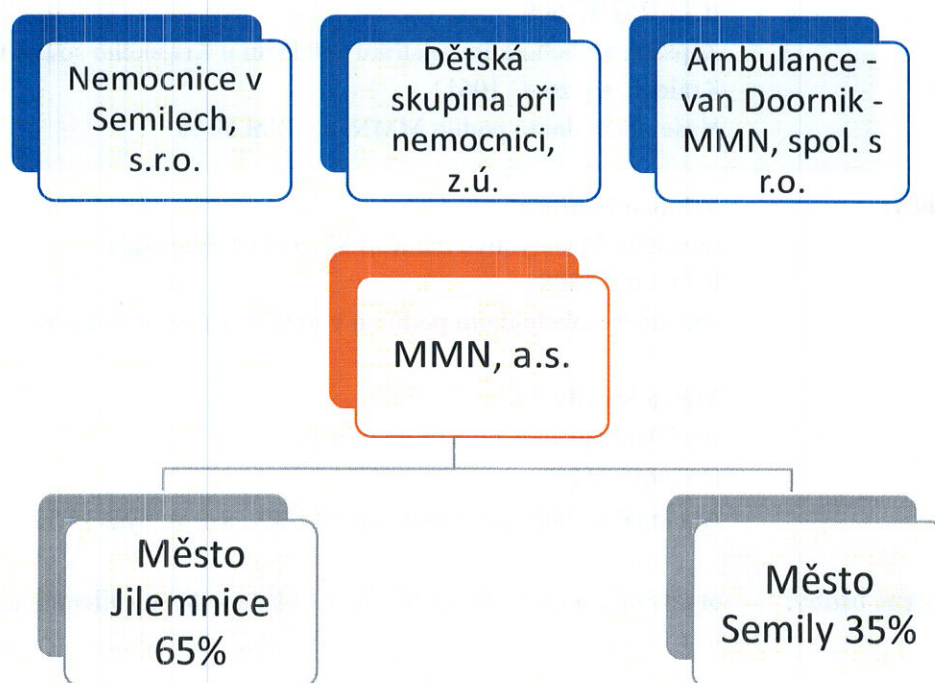 Nemocnice v
Semilech,
s.r.o.
Dětská
skupina při
nemocnici,
z.ú.
Ambulance -
van Doornik -
MMN, spol. s
r.o.
MMN, a.s.
Město
Jilemnice
65%
Město
Semily 35%